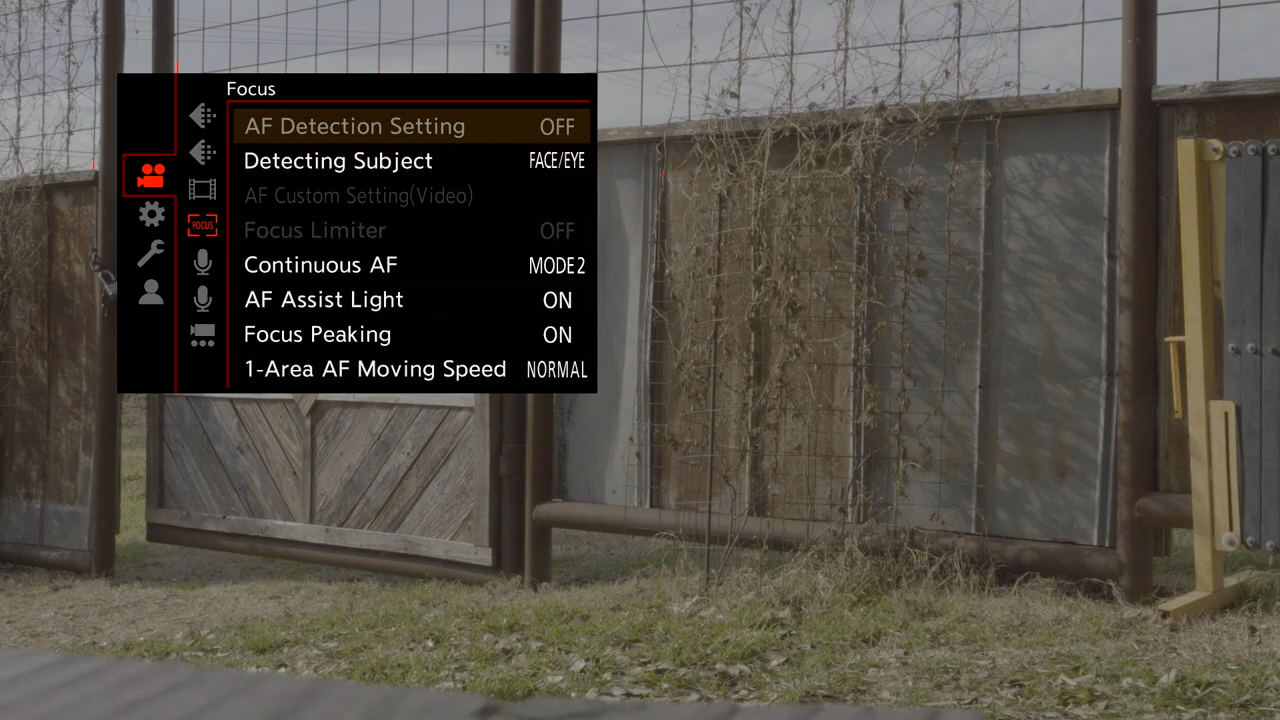 Focus
AF Detection Setting OFF
Detecting Subject FACE/EYE
AF Custom Setting(Video)
Focus Limiter OFF
FOCUS
Continuous AF MODE2
AF Assist Light ON
Focus Peaking ON
1-Area AF Moving Speed NORMAL